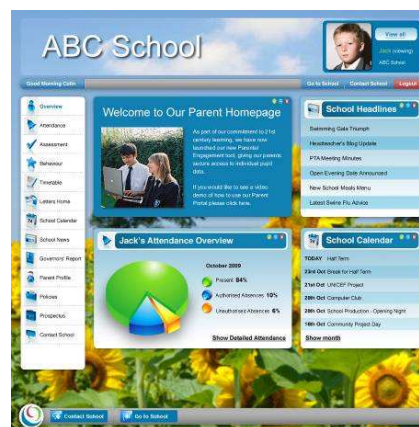 ABC School
View all
Jack (viewing)
ABC School
Good Morning Colin
Go to School
Contact School
Logout
Overview
Attendance
Assessment
Behaviour
Timetable
Letters Home
School Calendar
School News
Governors' Report
Parent Profile
Policies
Prospectus
Contact School
Welcome to Our Parent Homepage
As part of our commitment to 21st
century learning, we have now
launched our new Parental
Engagement tool, giving our parents
secure access to individual pupil
data.
If you would like to see a video
demo of how to use our Parent
Portal please click here.
School Headlines
Swimming Gala Triumph
Headteacher's Blog Update
PTA Meeting Minutes
Open Evening Date Announced
New School Meals Menu
Latest Swine Flu Advice
Jack's Attendance Overview
October 2009
Present 84%
Authorised Absences 10%
Unauthorised Absences 6%
Show Detailed Attendance
School Calendar
TODAY Half Term
23rd Oct Break for Half Term
21st Oct UNICEF Project
20th Oct Computer Club
20th Oct School Production - Opening Night
18th Oct Community Project Day
Show month
Contact School
Go to School